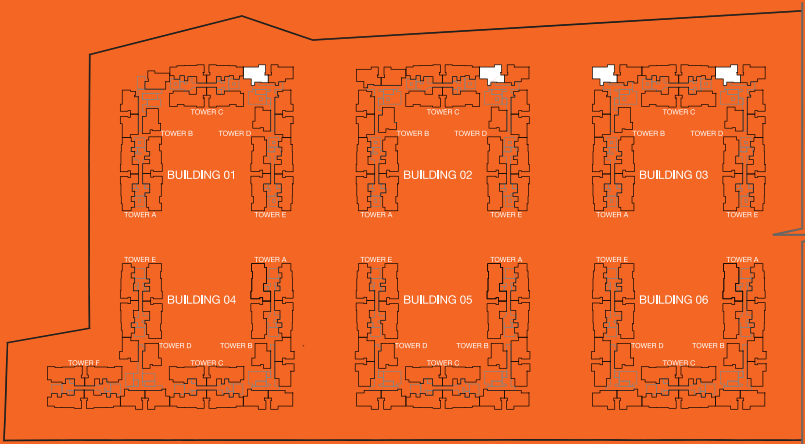 TOWER C
TOWER B TOWER D
BUILDING 01
TOWER A TOWER E
TOWER C
TOWER B TOWER D
BUILDING 02
TOWER A TOWER E
TOWER C
TOWER B TOWER D
BUILDING 03
TOWER A TOWER E
TOWER E TOWER A
BUILDING 04
TOWER D TOWER B
TOWER F TOWER C
TOWER E TOWER A
BUILDING 05
TOWER D TOWER B
TOWER C
TOWER E TOWER A
BUILDING 06
TOWER D TOWER B
TOWER C